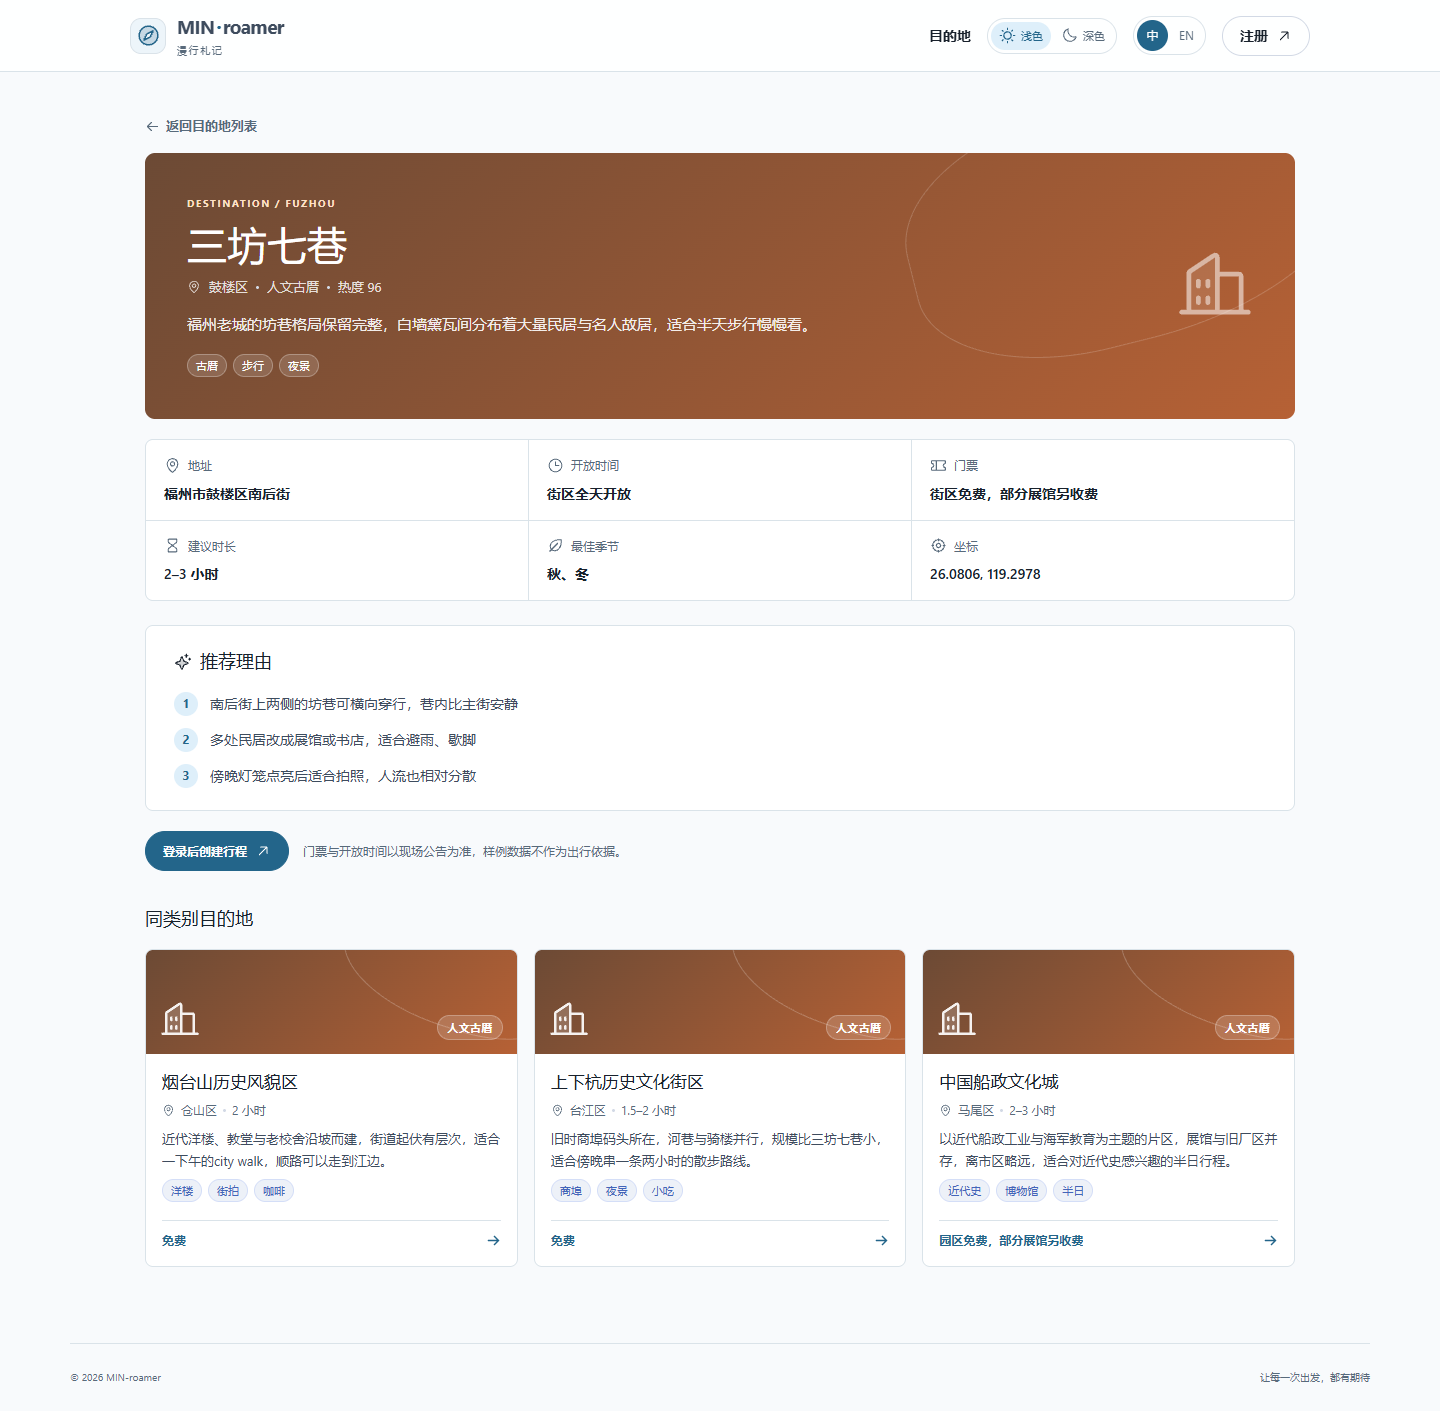 MIN·roamer
漫行札记
目的地
浅色
深色
中
EN
注册
返回目的地列表
DESTINATION / FUZHOU
三坊七巷
鼓楼区 • 人文古厝 • 热度 96
福州老城的坊巷格局保留完整，白墙黛瓦间分布着大量民居与名人故居，适合半天步行慢慢看。
古厝
步行
夜景
地址
福州市鼓楼区南后街
开放时间
街区全天开放
门票
街区免费，部分展馆另收费
建议时长
2–3 小时
最佳季节
秋、冬
坐标
26.0806, 119.2978
推荐理由
1 南后街上两侧的坊巷可横向穿行，巷内比主街安静
2 多处民居改成展馆或书店，适合避雨、歇脚
3 傍晚灯笼点亮后适合拍照，人流也相对分散
登录后创建行程
门票与开放时间以现场公告为准，样例数据不作为出行依据。
同类别目的地
人文古厝
烟台山历史风貌区
仓山区 • 2 小时
近代洋楼、教堂与老校舍沿坡而建，街道起伏有层次，适合
一下午的city walk，顺路可以走到江边。
洋楼
街拍
咖啡
免费
人文古厝
上下杭历史文化街区
台江区 • 1.5–2 小时
旧时商埠码头所在，河巷与骑楼并行，规模比三坊七巷小，
适合傍晚串一条两小时的散步路线。
商埠
夜景
小吃
免费
人文古厝
中国船政文化城
马尾区 • 2–3 小时
以近代船政工业与海军教育为主题的片区，展馆与旧厂区并
存，离市区略远，适合对近代史感兴趣的半日行程。
近代史
博物馆
半日
园区免费，部分展馆另收费
© 2026 MIN-roamer
让每一次出发，都有期待